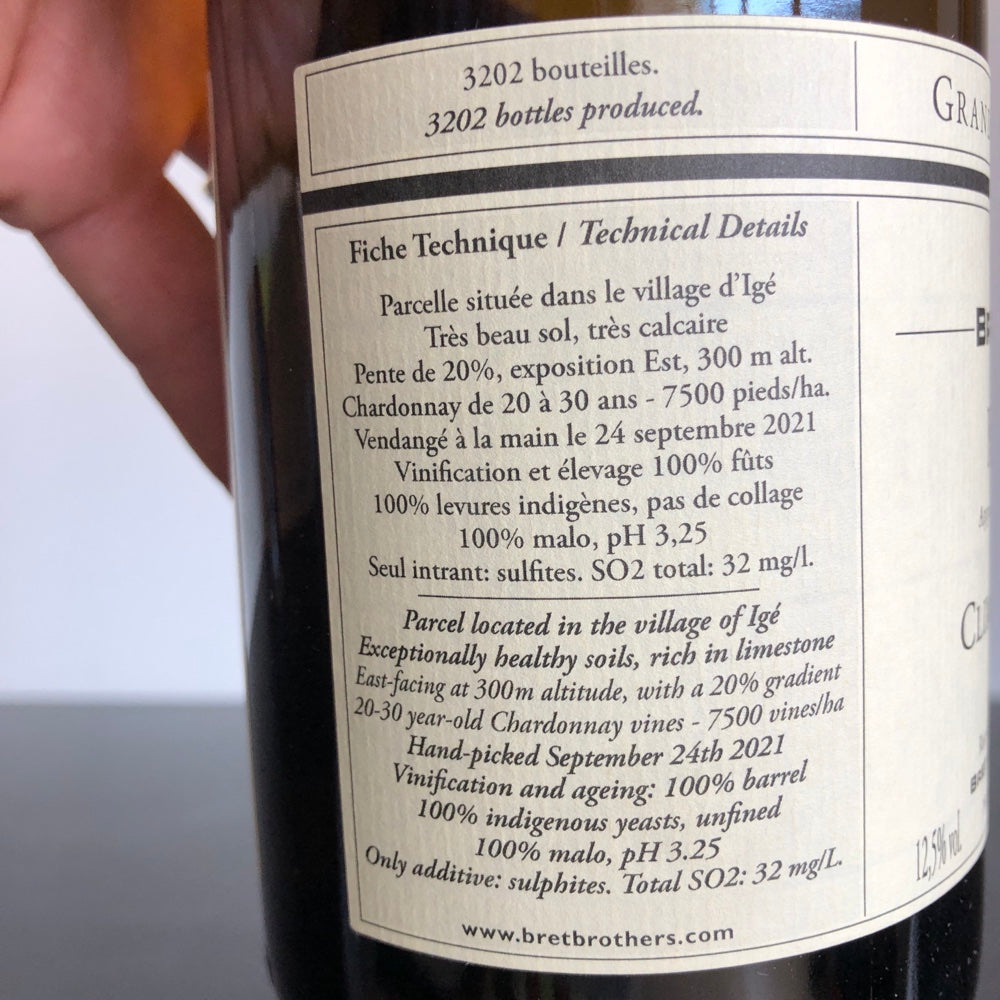 3202 bouteilles.
3202 bottles produced.
Fiche Technique / Technical Details
Parcelle située dans le village d'Igé
Très beau sol, très calcaire
Pente de 20%, exposition Est, 300 m alt.
Chardonnay de 20 à 30 ans - 7500 pieds/ha.
Vendangé à la main le 24 septembre 2021
Vinification et élevage 100% fûts
100% levures indigènes, pas de collage
100% malo, pH 3,25
Seul intrant: sulfites. SO2 total: 32 mg/l.
Parcel located in the village of Igé
Exceptionally healthy soils, rich in limestone
East-facing at 300m altitude, with a 20% gradient
20-30 year-old Chardonnay vines - 7500 vines/ha
Hand-picked September 24th 2021
Vinification and ageing: 100% barrel
100% indigenous yeasts, unfined
100% malo, pH 3.25
Only additive: sulphites. Total SO2: 32 mg/L.
www.bretbrothers.com
12,5% vol.